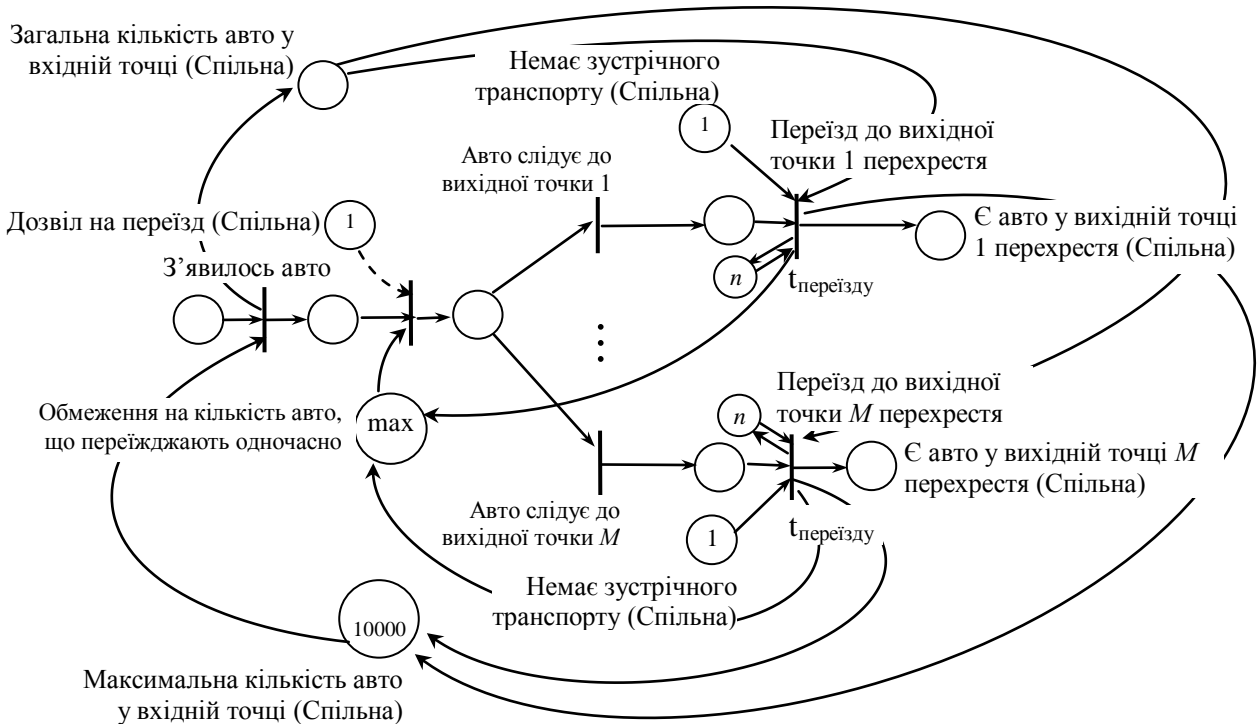 Загальна кількість авто у
вхідній точці (Спільна)
Немає зустрічного
транспорту (Спільна)
1
Переїзд до вихідної
точки 1 перехрестя
Авто слідує до
вихідної точки 1
Дозвіл на переїзд (Спільна)
1
Є авто у вихідній точці
1 перехрестя (Спільна)
З’явилось авто
n
tпереїзду
Обмеження на кількість авто,
що переїжджають одночасно
max
Переїзд до вихідної
точки M перехрестя
n
Є авто у вихідній точці M
перехрестя (Спільна)
Авто слідує до
вихідної точки M
1
tпереїзду
Немає зустрічного
транспорту (Спільна)
10000
Максимальна кількість авто
у вхідній точці (Спільна)